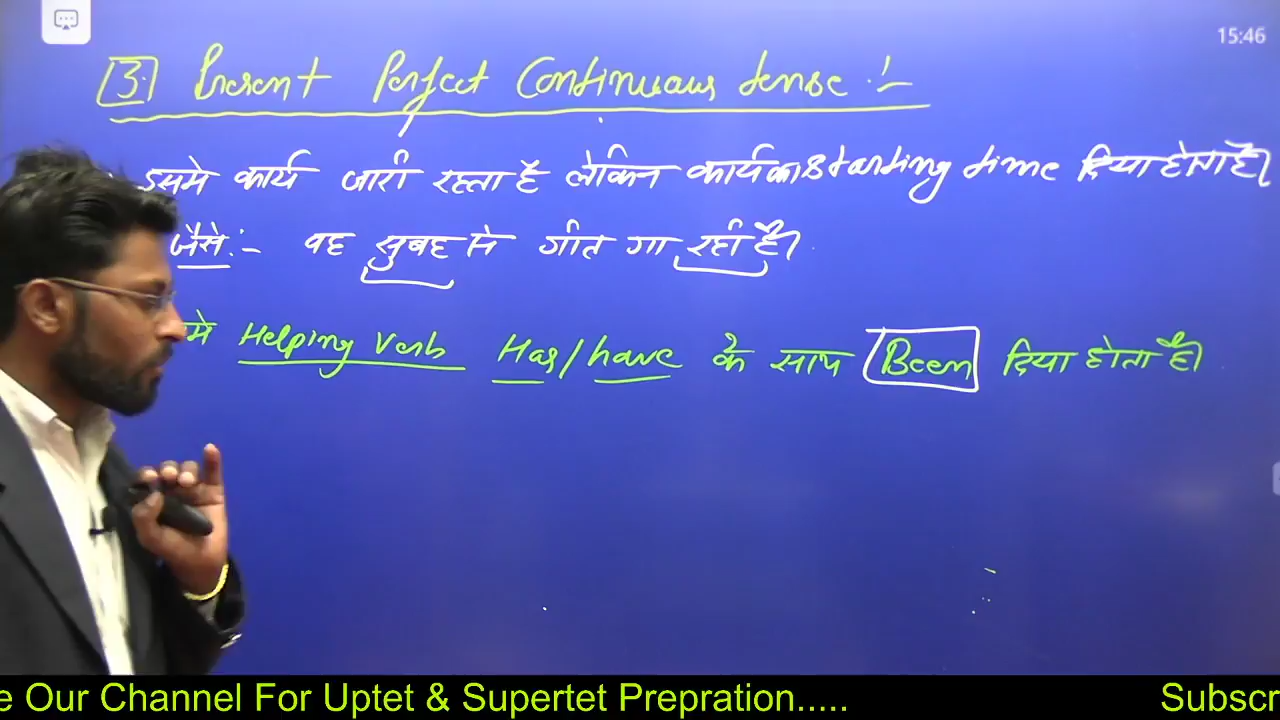 15:46
3. Present Perfect Continuous tense :-
इसमे कार्य जारी रहता है लेकिन कार्य का starting time दिया होता है।
जैसे:- वह सुबह से गीत गा रही है।
मे Helping Verb Has/have के साथ Been दिया होता है।
e Our Channel For Uptet & Supertet Prepration..... Subscr